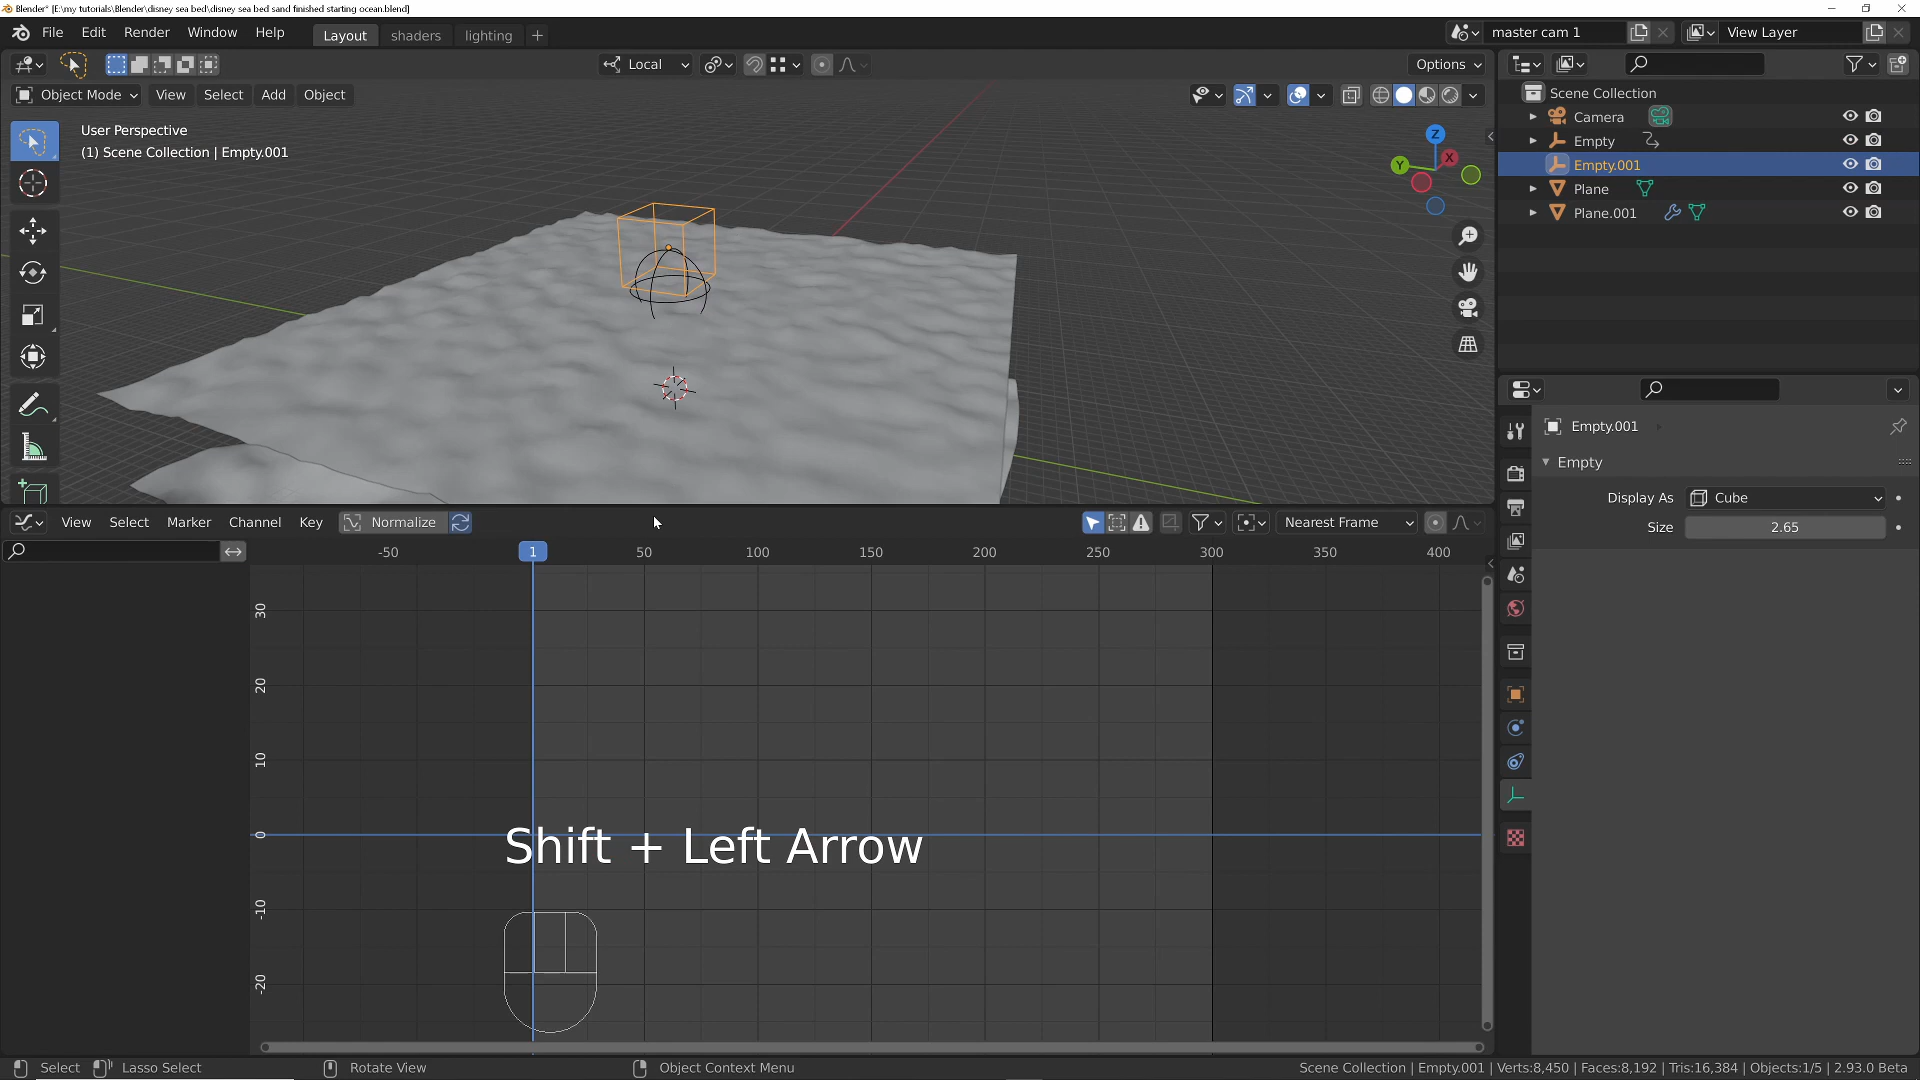 Blender* [E:\my tutorials\Blender\disney sea bed\disney sea bed sand finished starting ocean.blend]
File Edit Render Window Help Layout shaders lighting + master cam 1 View Layer
Local Options
Object Mode View Select Add Object
User Perspective
(1) Scene Collection | Empty.001
Z
X
Y
Scene Collection
Camera
Empty
Empty.001
Plane
Plane.001
Empty.001
Empty
Display As Cube
Size 2.65
View Select Marker Channel Key Normalize Nearest Frame
-50 1 50 100 150 200 250 300 350 400
30
20
10
0
-10
-20
Shift + Left Arrow
Select Lasso Select Rotate View Object Context Menu Scene Collection | Empty.001 | Verts:8,450 | Faces:8,192 | Tris:16,384 | Objects:1/5 | 2.93.0 Beta